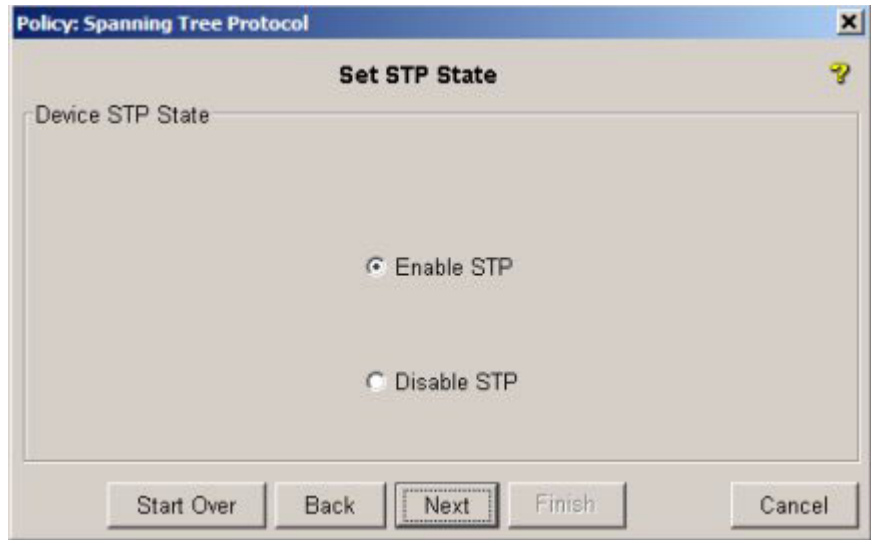 Policy: Spanning Tree Protocol
Set STP State
Device STP State
Enable STP
Disable STP
Start Over Back Next Finish Cancel